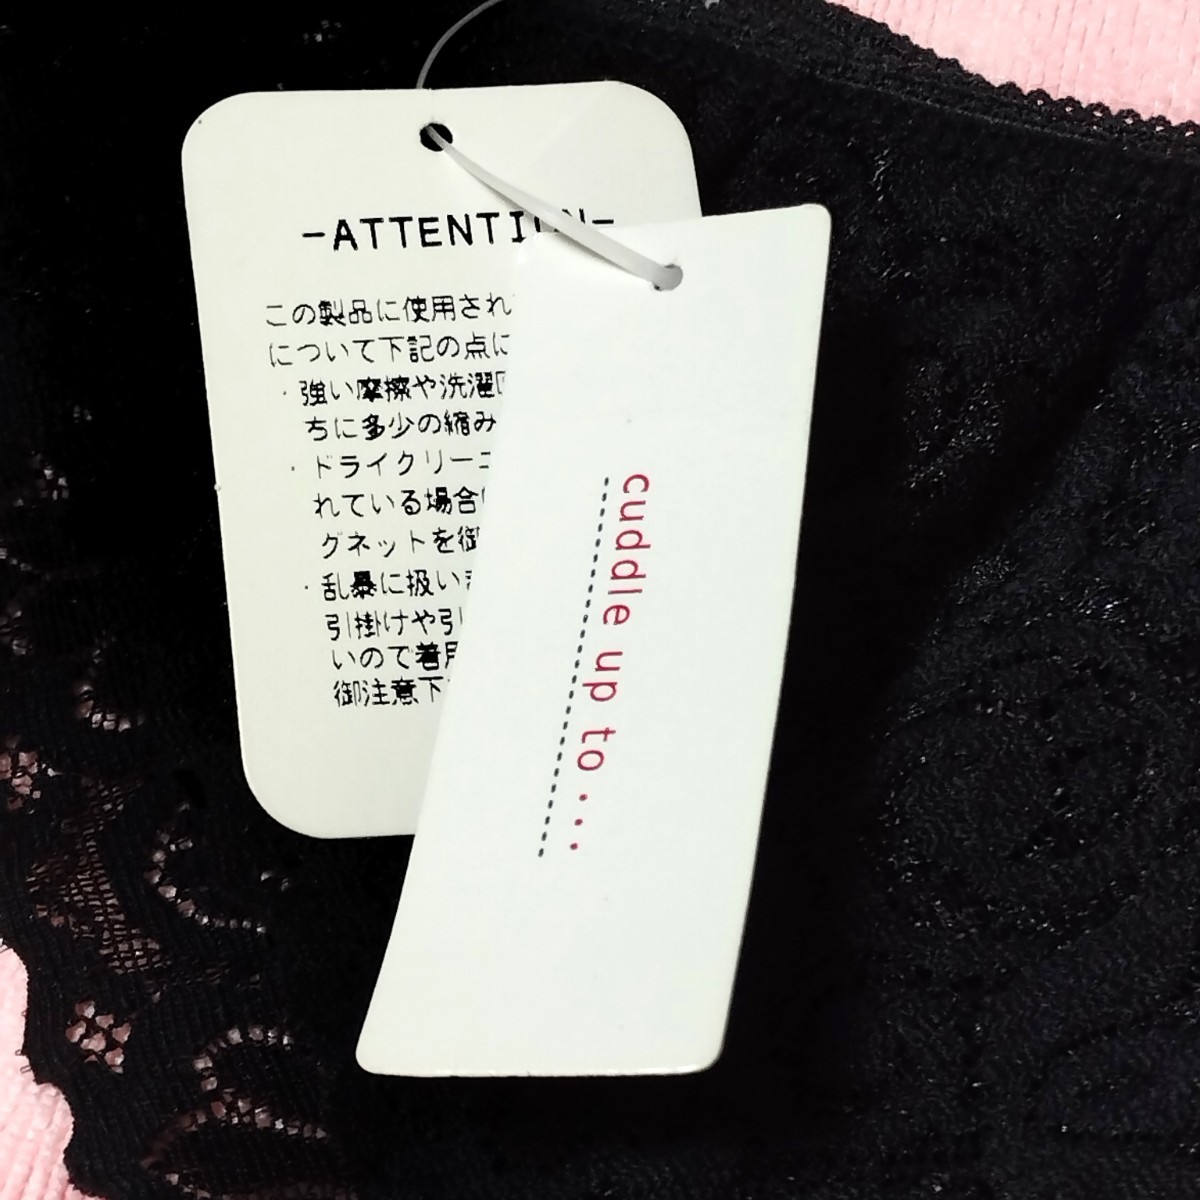 -ATTENTION-
この製品に使用され
について下記の点に
・強い摩擦や洗濯
ちに多少の縮み
・ドライクリーニ
れている場合
グネットを御
・乱暴に扱い
引掛けや引
いので着用
御注意下
cuddle up to....